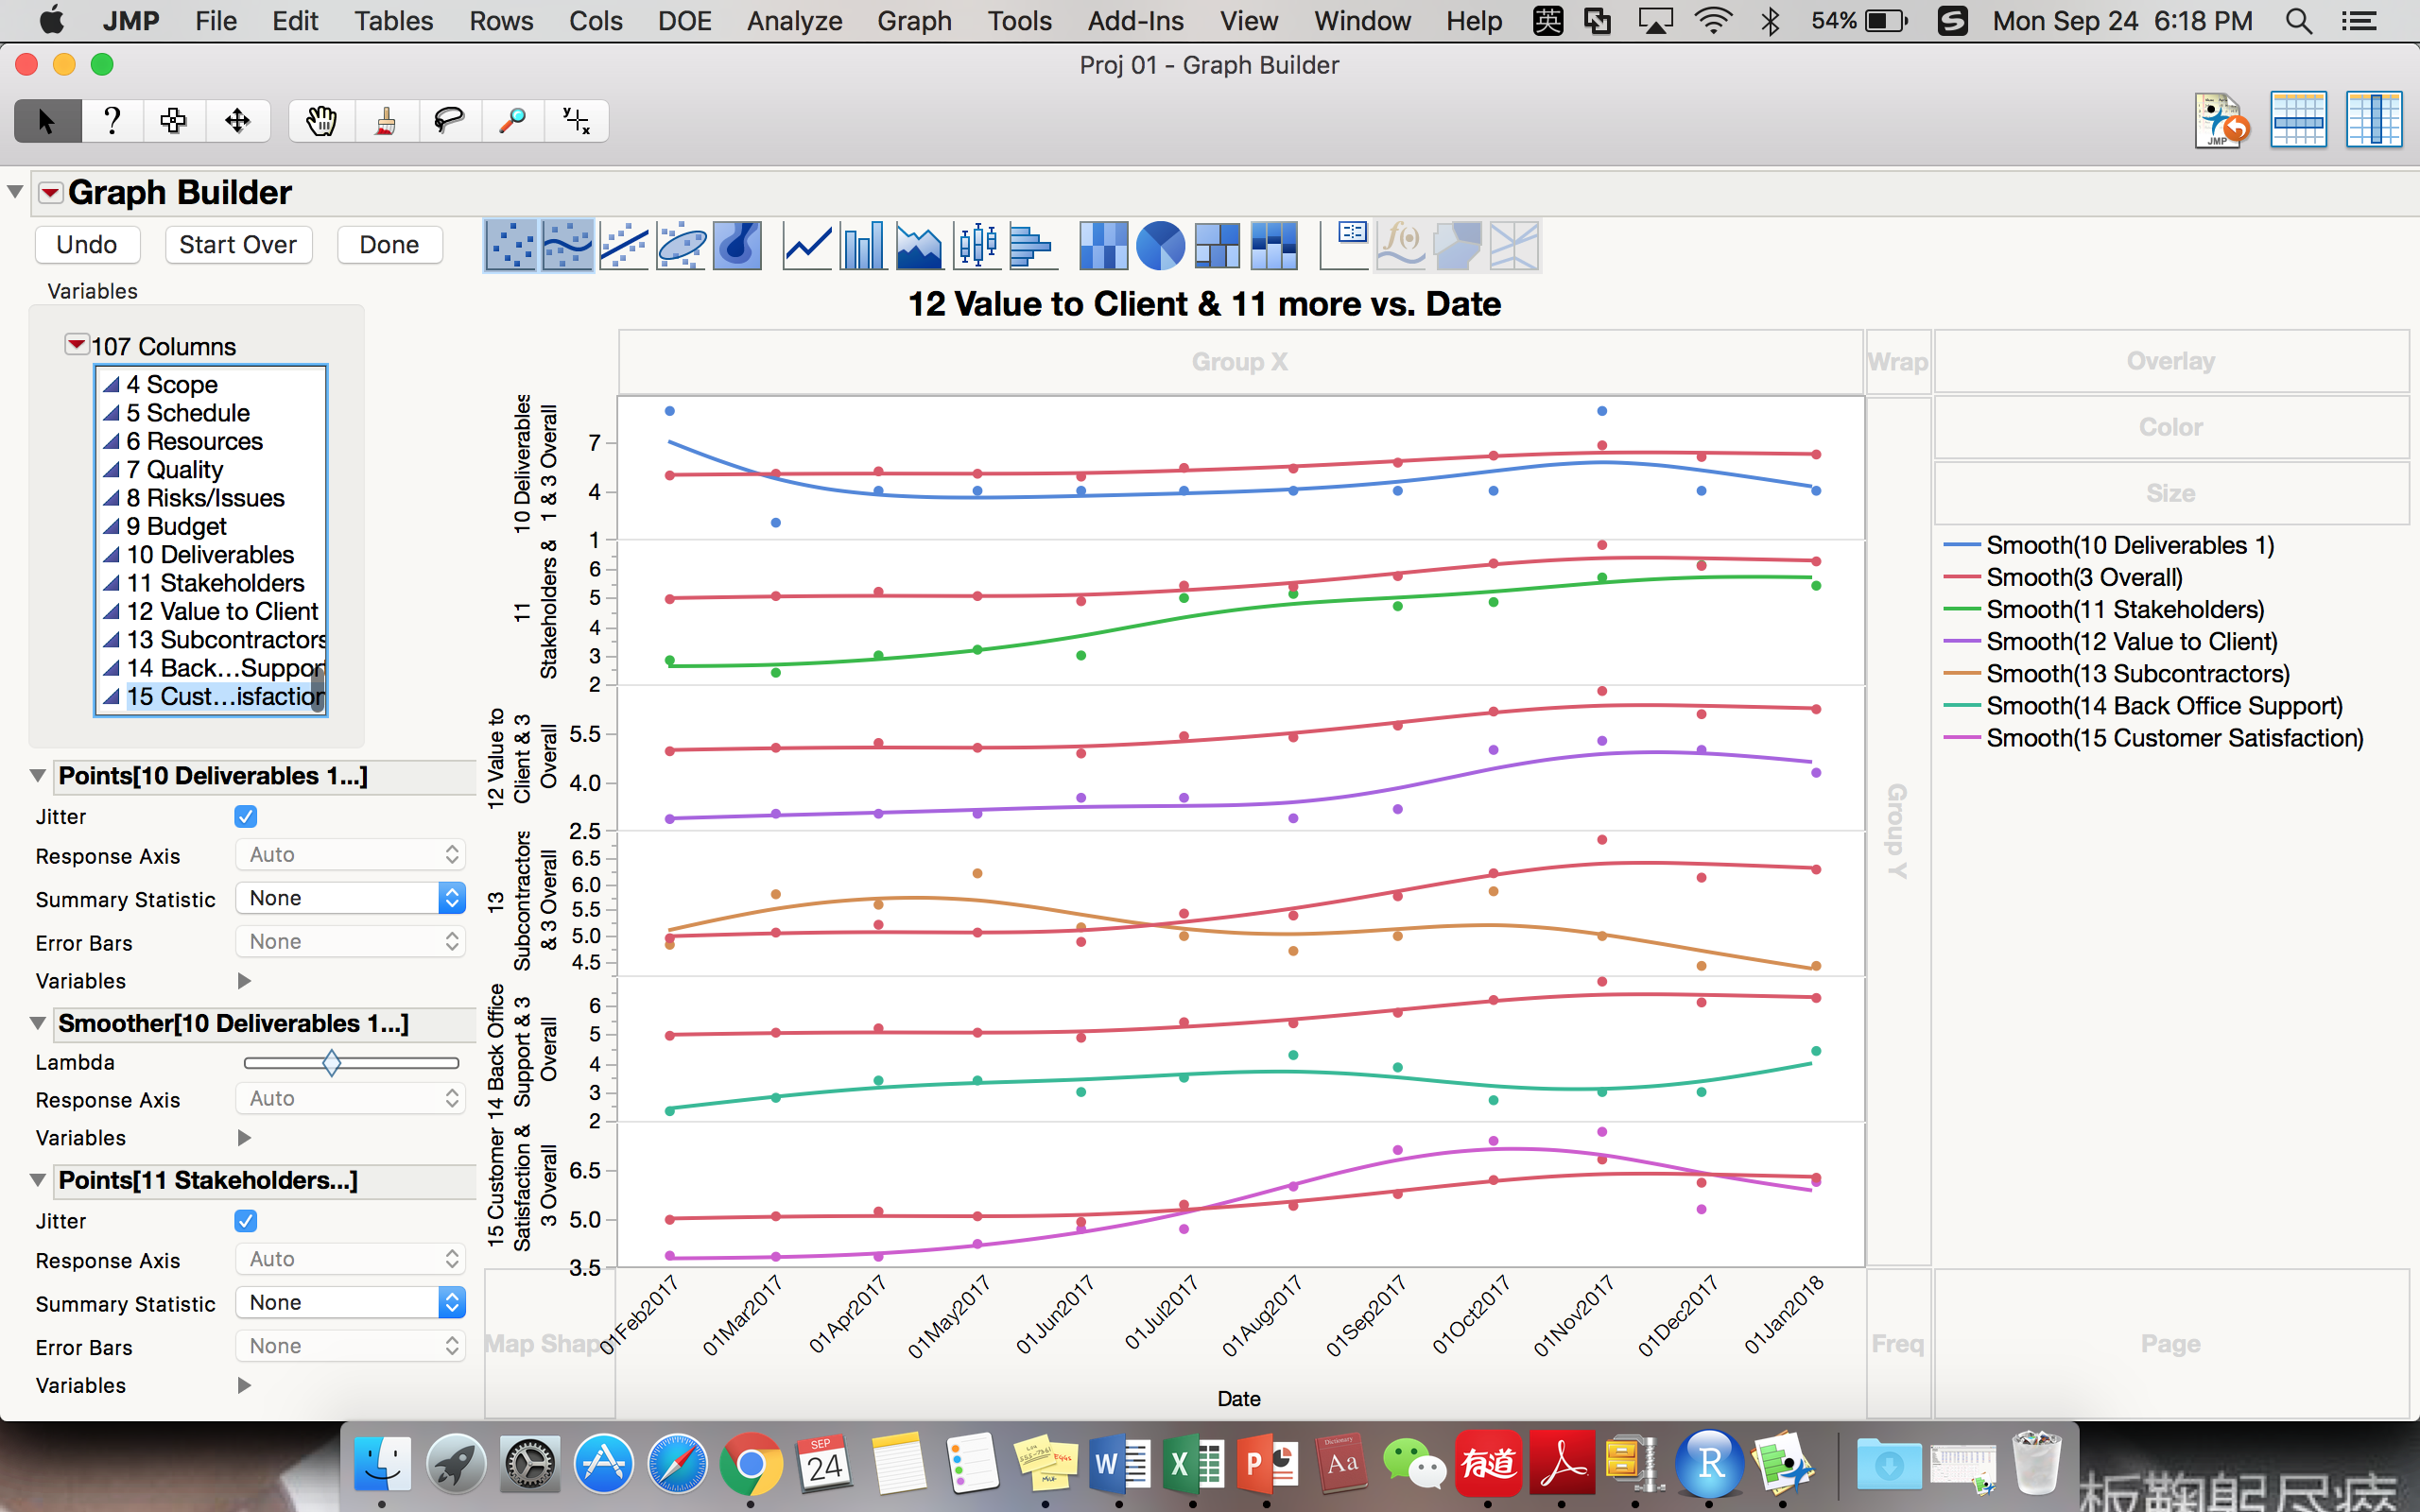 JMP File Edit Tables Rows Cols DOE Analyze Graph Tools Add-Ins View Window Help 英 54% S Mon Sep 24 6:18 PM
Proj 01 - Graph Builder
?
y
x
JMP
Graph Builder
Undo Start Over Done
Variables
107 Columns
4 Scope
5 Schedule
6 Resources
7 Quality
8 Risks/Issues
9 Budget
10 Deliverables
11 Stakeholders
12 Value to Client
13 Subcontractors
14 Back...Support
15 Cust...isfaction
Points[10 Deliverables 1...]
Jitter
Response Axis Auto
Summary Statistic None
Error Bars None
Variables
Smoother[10 Deliverables 1...]
Lambda
Response Axis Auto
Variables
Points[11 Stakeholders...]
Jitter
Response Axis Auto
Summary Statistic None
Error Bars None
Variables
12 Value to Client & 11 more vs. Date
Group X
Wrap
Overlay
Color
Size
Group Y
10 Deliverables
1 & 3 Overall
7
4
1
11
Stakeholders &
6
5
4
3
2
12 Value to
Client & 3
Overall
5.5
4.0
2.5
13
Subcontractors
& 3 Overall
6.5
6.0
5.5
5.0
4.5
14 Back Office
Support & 3
Overall
6
5
4
3
2
15 Customer
Satisfaction &
3 Overall
6.5
5.0
3.5
Smooth(10 Deliverables 1)
Smooth(3 Overall)
Smooth(11 Stakeholders)
Smooth(12 Value to Client)
Smooth(13 Subcontractors)
Smooth(14 Back Office Support)
Smooth(15 Customer Satisfaction)
Map Shap
01Feb2017 01Mar2017 01Apr2017 01May2017 01Jun2017 01Jul2017 01Aug2017 01Sep2017 01Oct2017 01Nov2017 01Dec2017 01Jan2018
Freq
Page
Date
SEP
24
W
X
P
Dictionary
Aa
有道
R